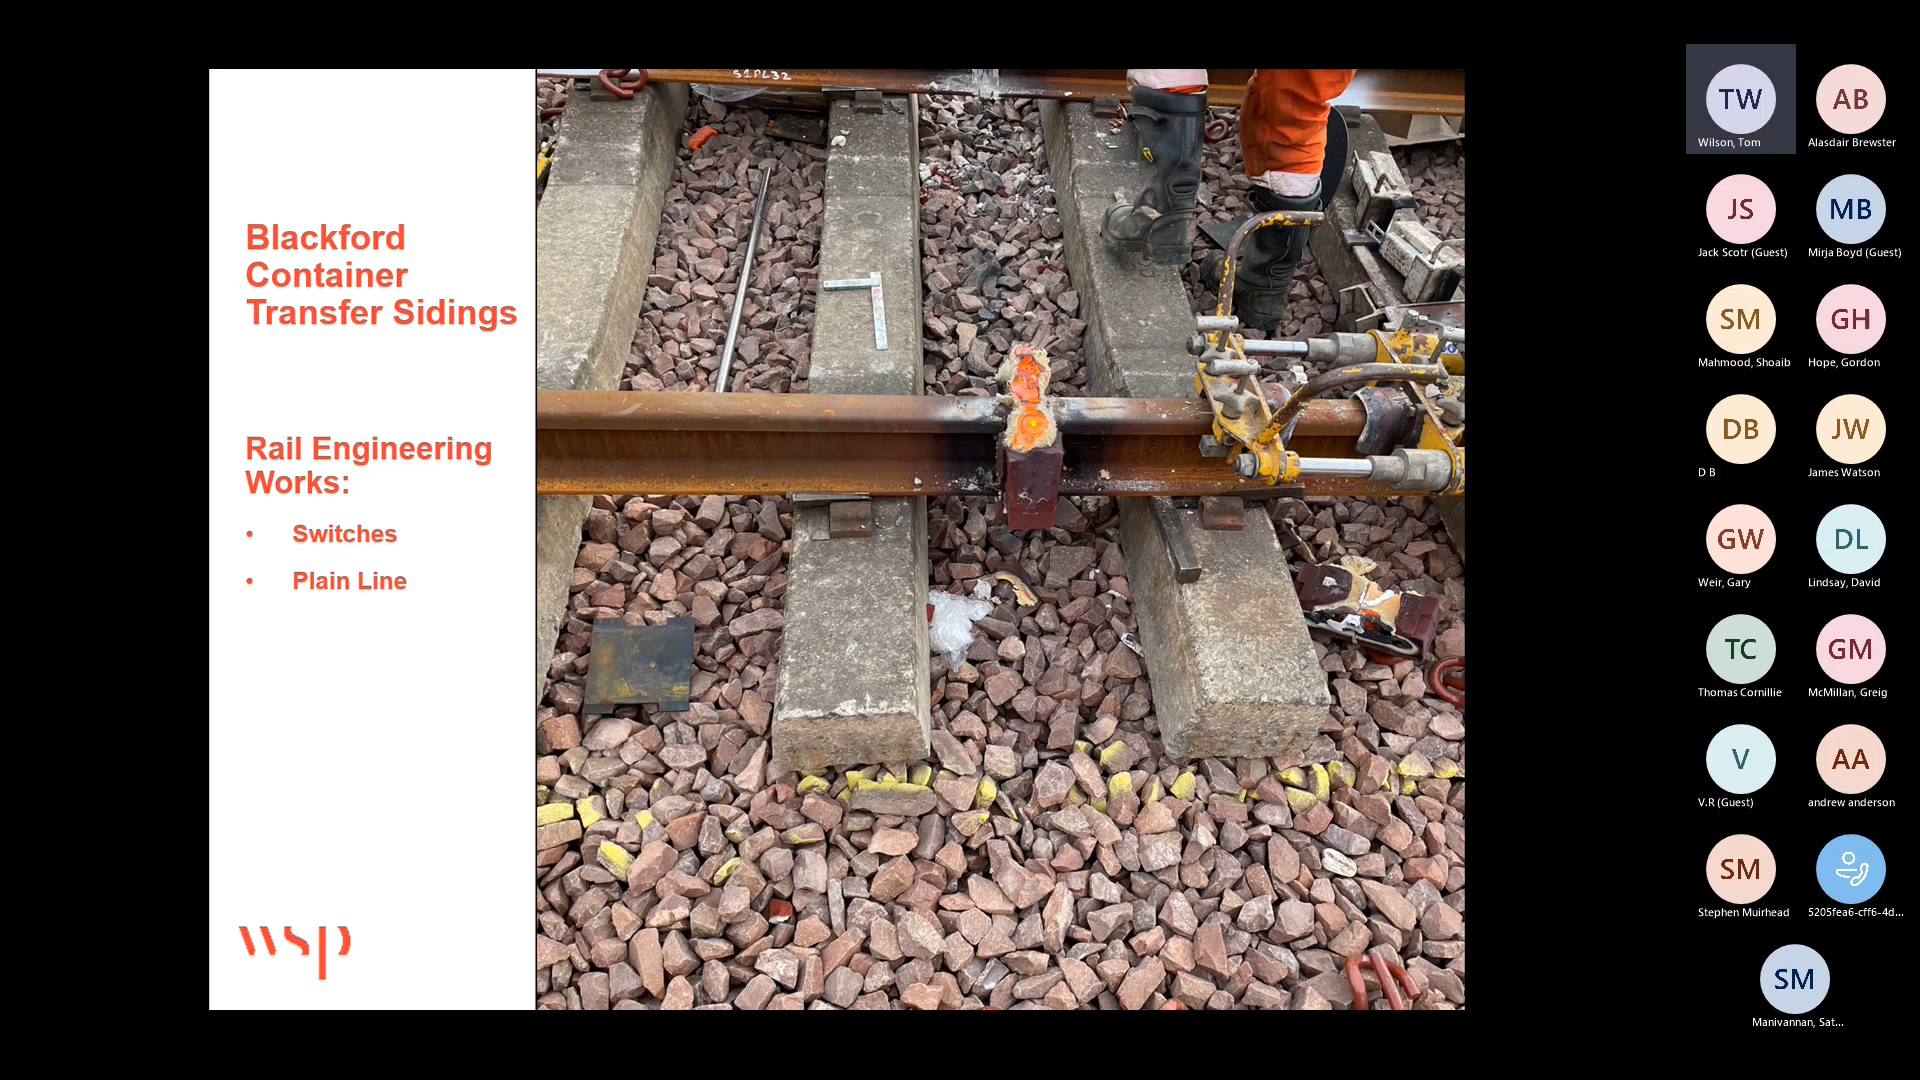 Blackford
Container
Transfer Sidings
Rail Engineering
Works:
• Switches
• Plain Line
wsp
S1PL32
TW
Wilson, Tom
AB
Alasdair Brewster
JS
Jack Scotr (Guest)
MB
Mirja Boyd (Guest)
SM
Mahmood, Shoaib
GH
Hope, Gordon
DB
D B
JW
James Watson
GW
Weir, Gary
DL
Lindsay, David
TC
Thomas Cornillie
GM
McMillan, Greig
V
V.R (Guest)
AA
andrew anderson
SM
Stephen Muirhead
5205fea6-cff6-4d...
SM
Manivannan, Sat...